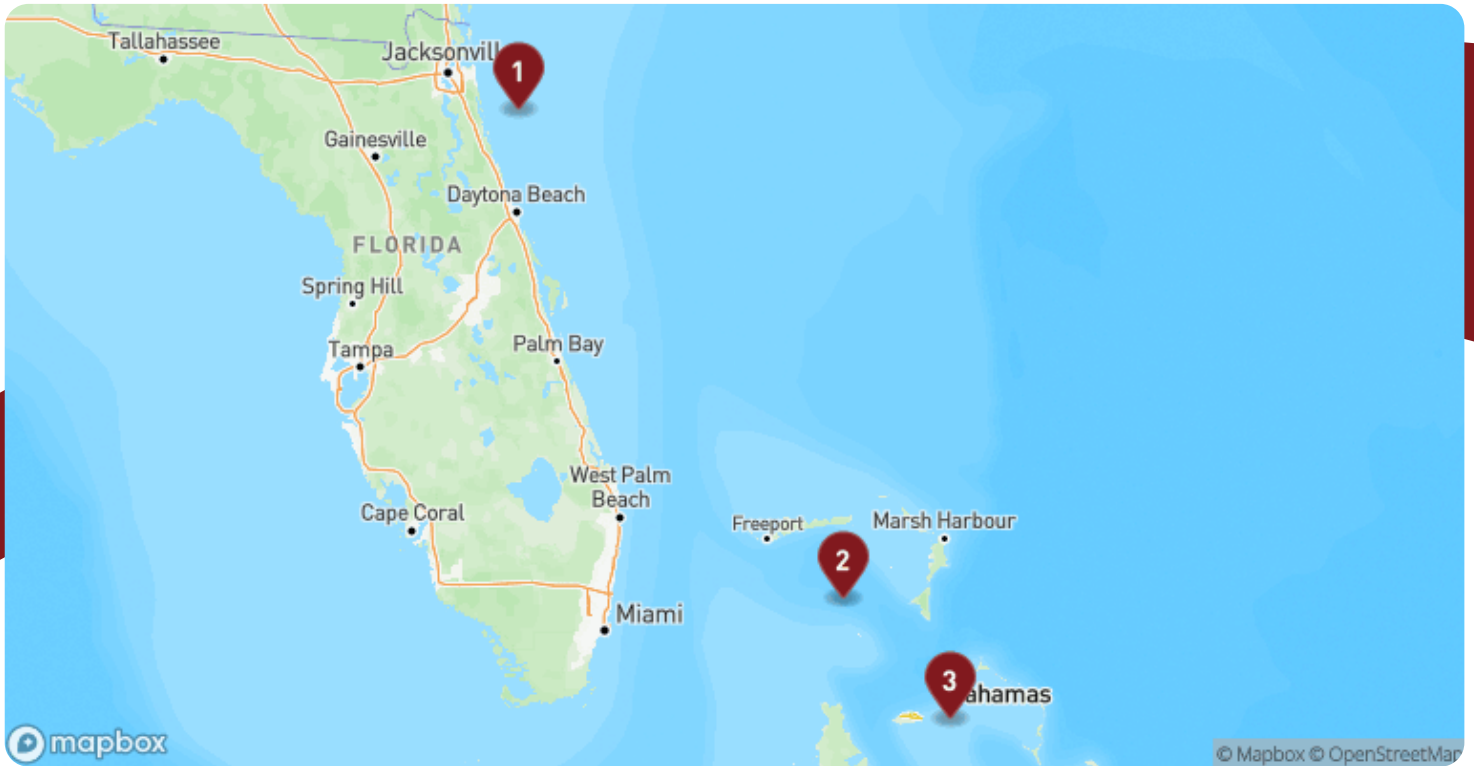 Tallahassee
Jacksonvill
1
Gainesville
Daytona Beach
FLORIDA
Spring Hill
Tampa
Palm Bay
West Palm
Beach
Cape Coral
Freeport
Marsh Harbour
2
Miami
3
ahamas
mapbox
© Mapbox © OpenStreetMap